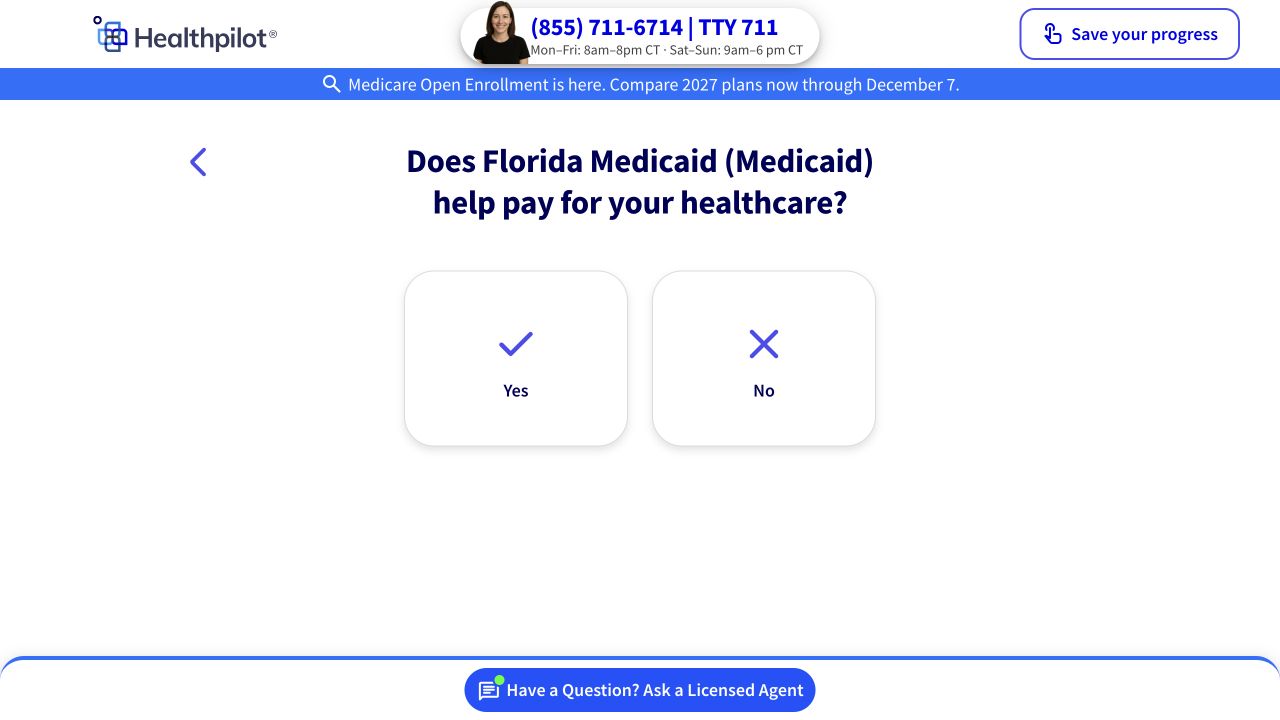 Healthpilot®
(855) 711-6714 | TTY 711
Mon–Fri: 8am–8pm CT · Sat–Sun: 9am–6 pm CT
Save your progress
Medicare Open Enrollment is here. Compare 2027 plans now through December 7.
Does Florida Medicaid (Medicaid)
help pay for your healthcare?
Yes
No
Have a Question? Ask a Licensed Agent